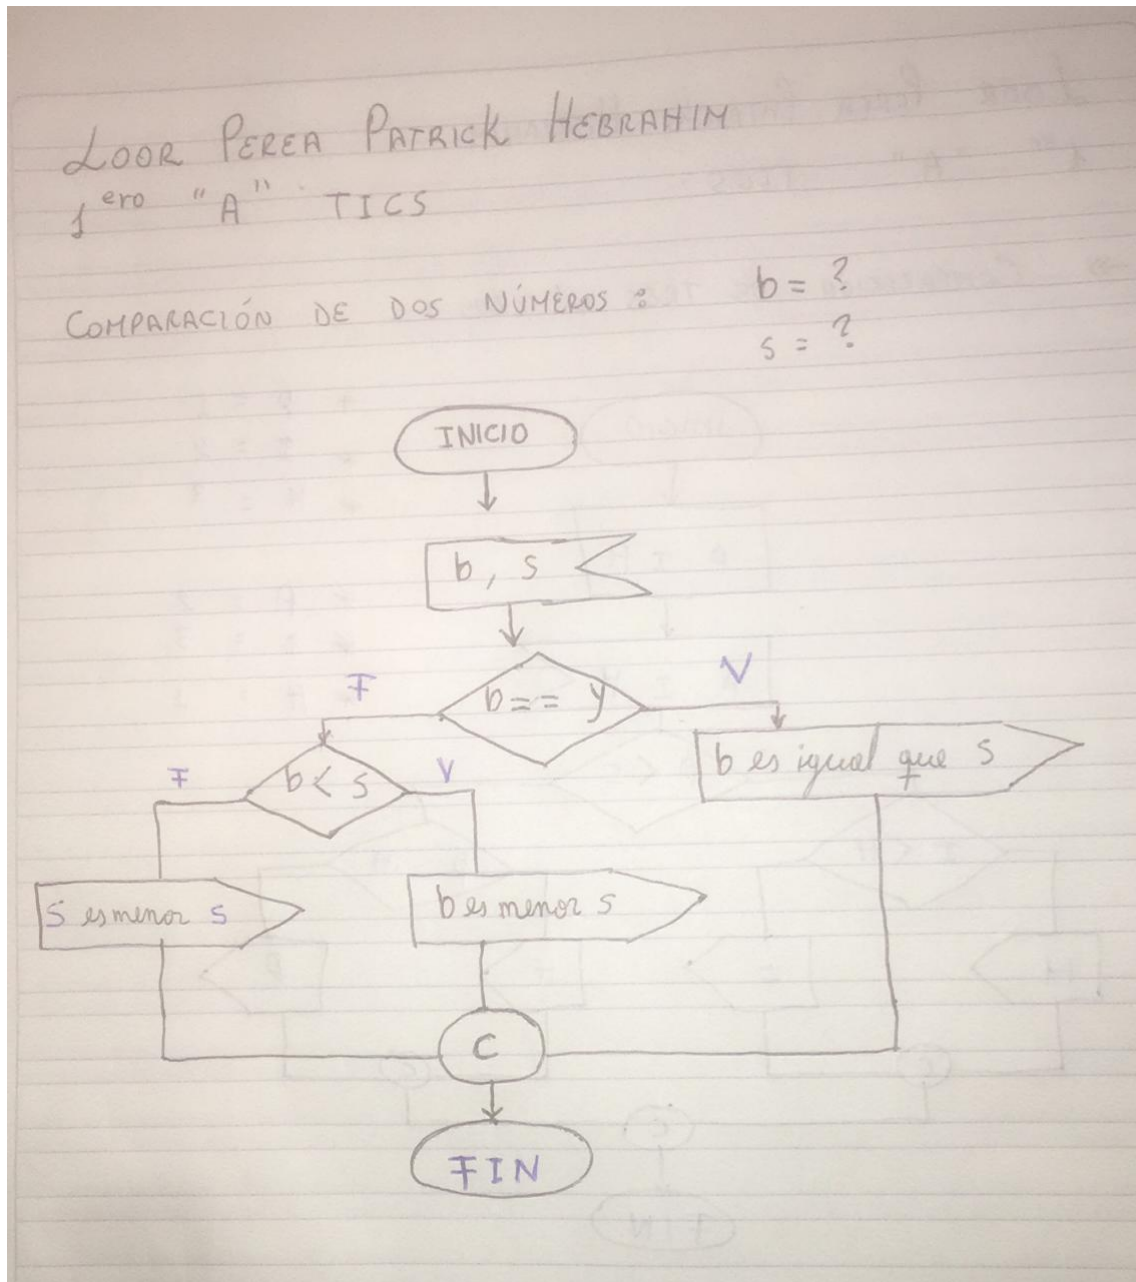 LOOR PEREA PATRICK HEBRAHIM
1ero "A" TICS
COMPARACIÓN DE DOS NÚMEROS : b = ?
s = ?
INICIO
b, s
F b == y V
b es igual que s
F b < s V
s es menor s
b es menor s
C
FIN